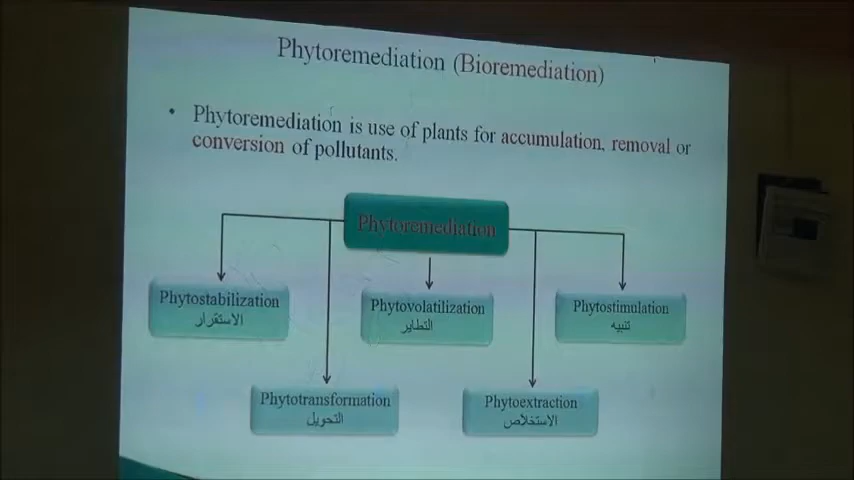 Phytoremediation (Bioremediation)
• Phytoremediation is use of plants for accumulation, removal or
conversion of pollutants.
Phytoremediation
Phytostabilization
الاستقرار
Phytovolatilization
التطاير
Phytostimulation
تنبيه
Phytotransformation
التحويل
Phytoextraction
الاستخلاص